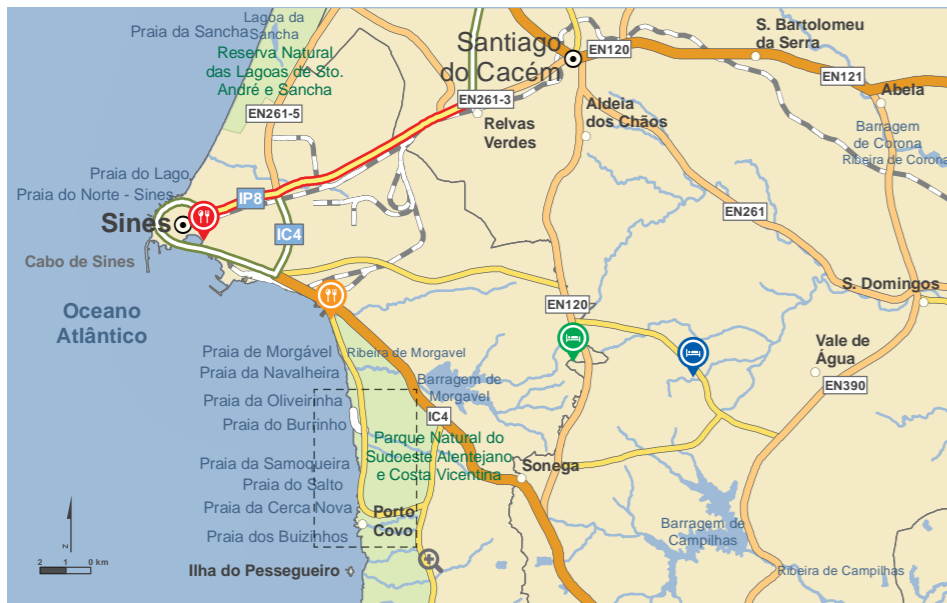 Lagoa da
Sancha
Praia da Sancha
Reserva Natural
das Lagoas de Sto.
André e Sancha
Santiago
do Cacém
EN120
S. Bartolomeu
da Serra
EN121
Abela
EN261-3
EN261-5
Relvas
Verdes
Aldeia
dos Chãos
Barragem
de Corona
Ribeira de Corona
Praia do Lago
Praia do Norte - Sines
IP8
Sines
IC4
EN261
Cabo de Sines
S. Domingos
Oceano
Atlântico
EN120
Praia de Morgável
Ribeira de Morgavel
Vale de
Água
Praia da Navalheira
Barragem de
Morgavel
EN390
Praia da Oliveirinha
IC4
Praia do Burrinho
Parque Natural do
Sudoeste Alentejano
e Costa Vicentina
Praia da Samoqueira
Sonega
Praia do Salto
Praia da Cerca Nova
Porto
Covo
Praia dos Buizinhos
Barragem de
Campilhas
N
2 1 0 km
Ilha do Pessegueiro
Ribeira de Campilhas